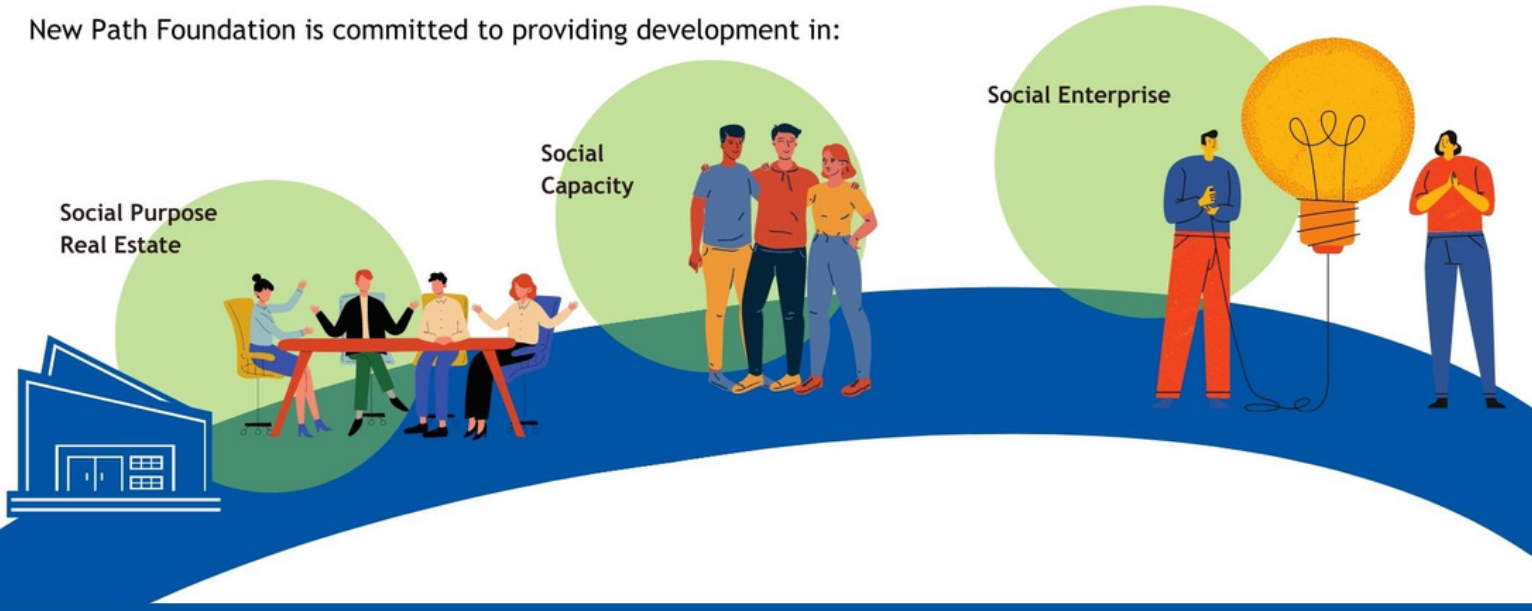 New Path Foundation is committed to providing development in:
Social Purpose
Real Estate
Social
Capacity
Social Enterprise